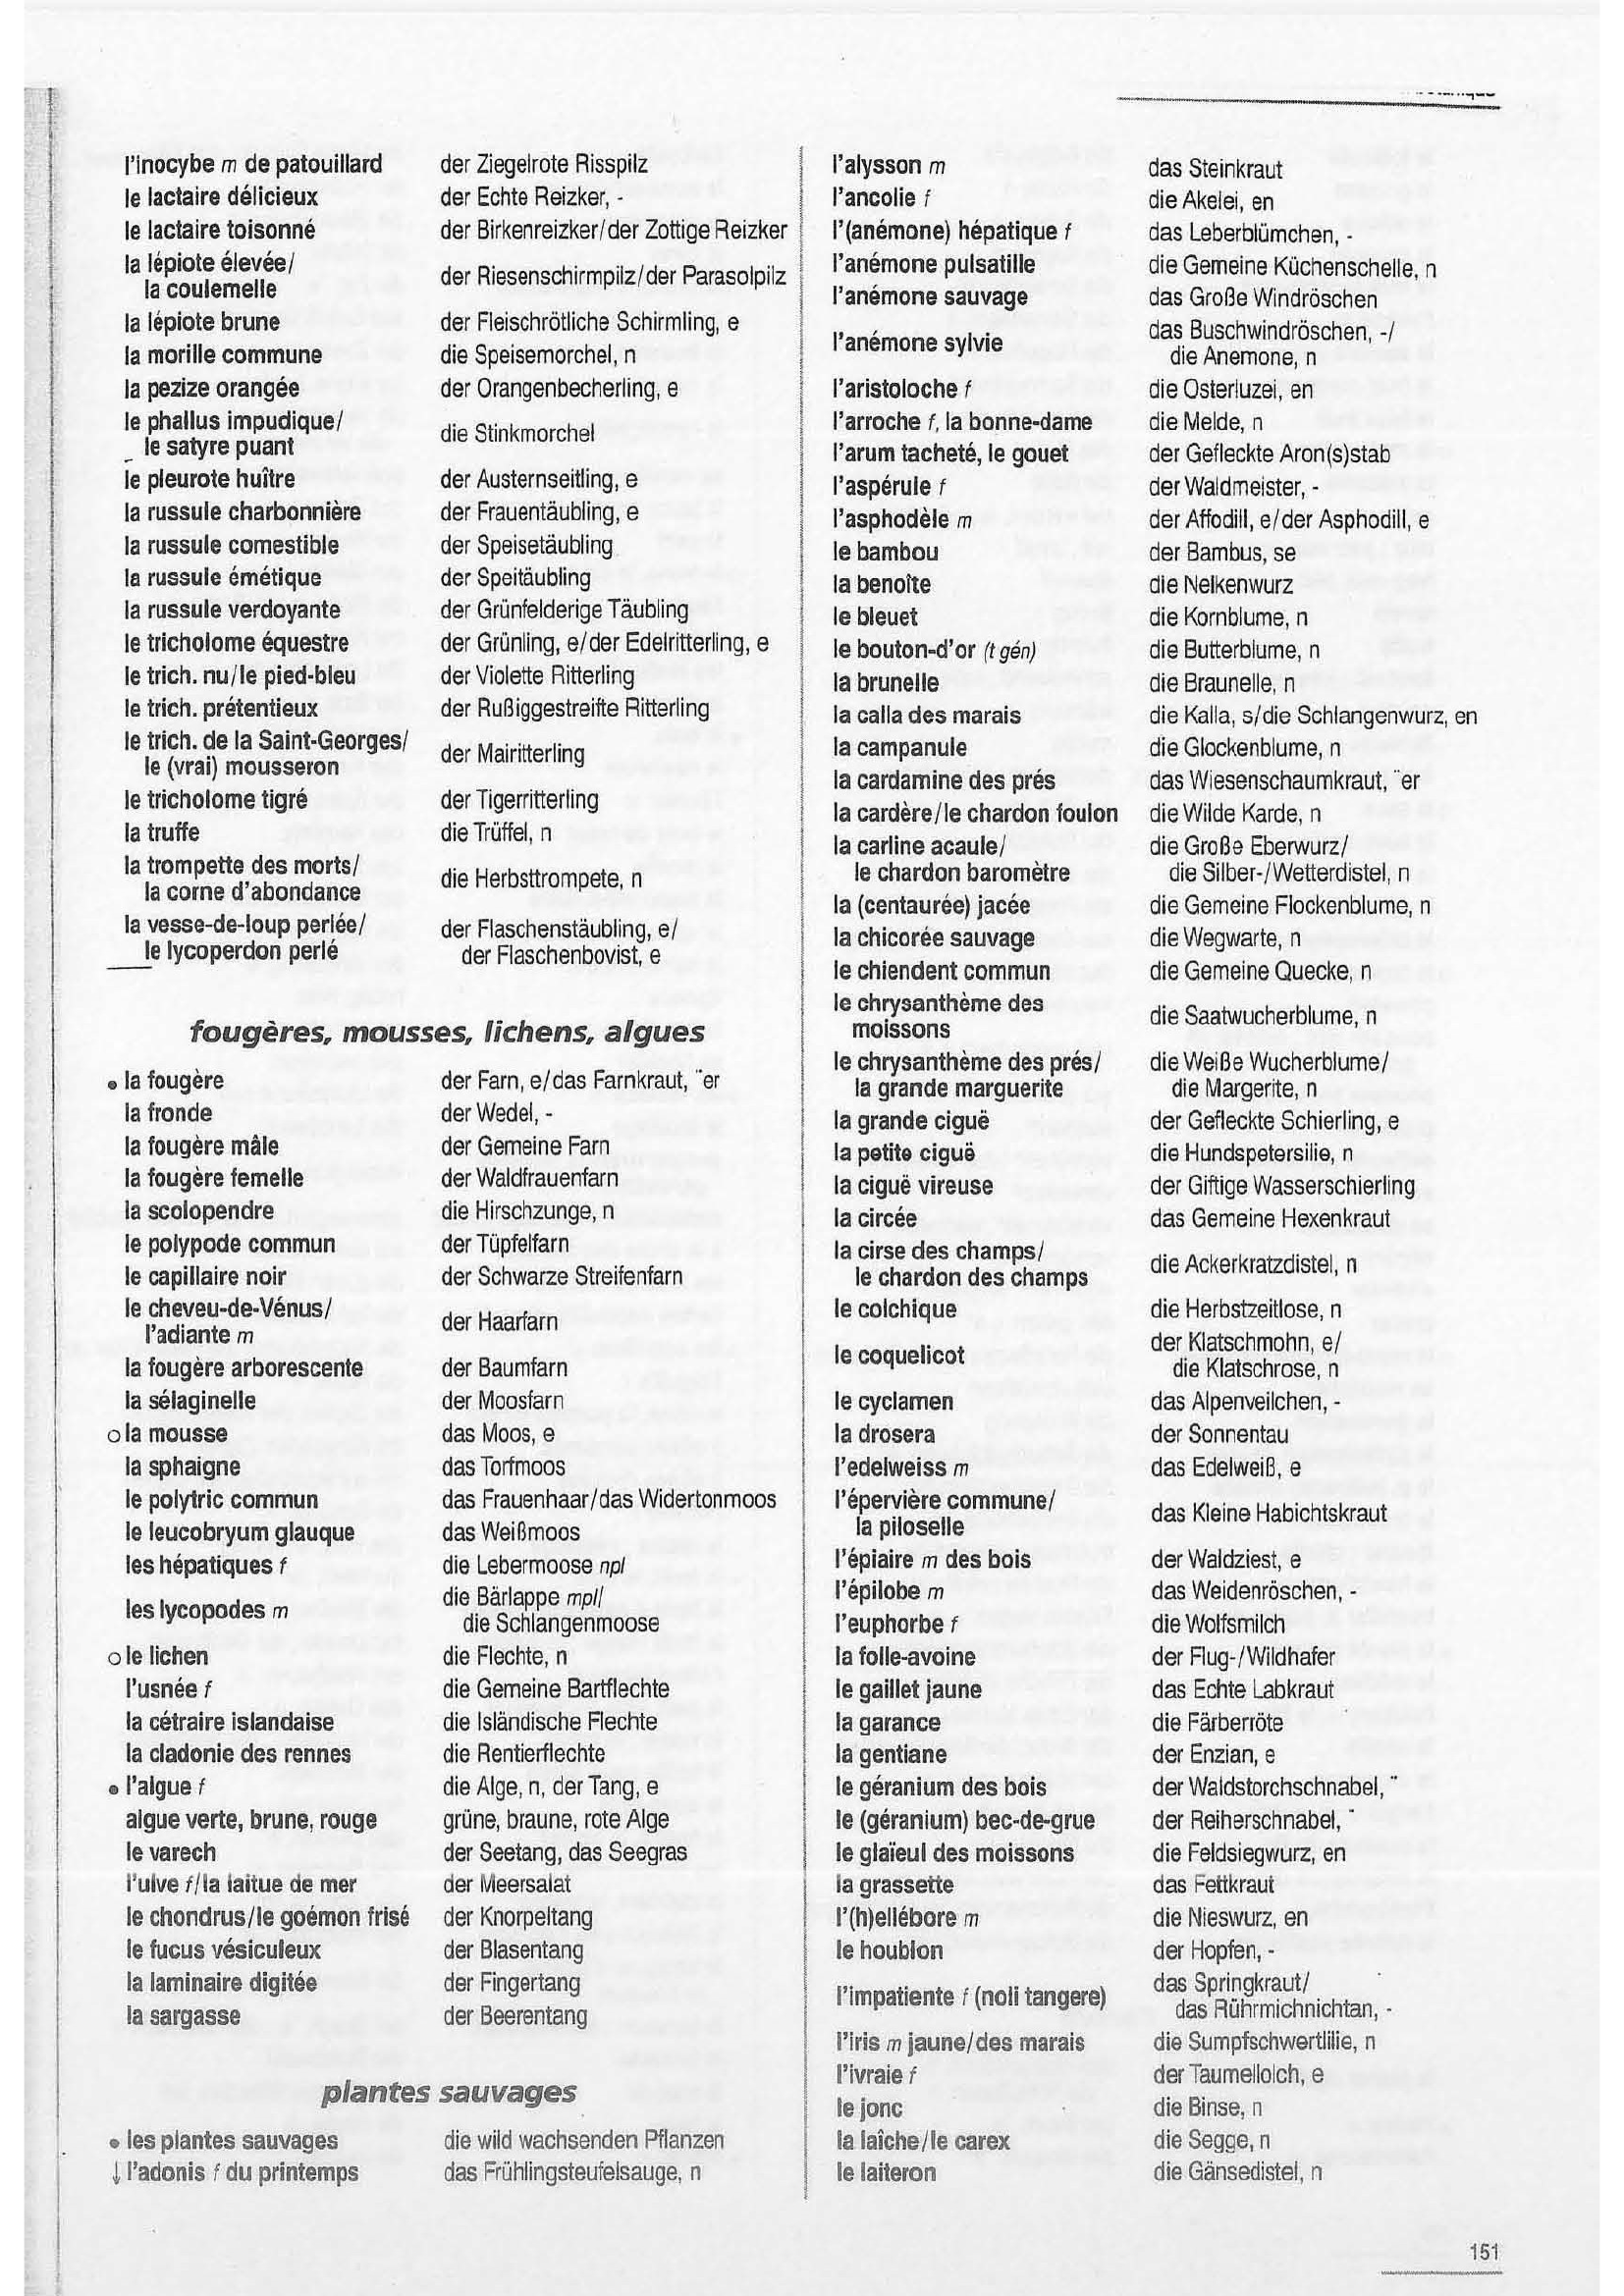 l'inocybe m de patouillard der Ziegelrote Risspilz
le lactaire délicieux der Echte Reizker, -
le lactaire toisonné der Birkenreizker/der Zottige Reizker
la lépiote élevée/
la coulemelle der Riesenschirmpilz/der Parasolpilz
la lépiote brune der Fleischrötliche Schirmling, e
la morille commune die Speisemorchel, n
la pezize orangée der Orangenbecherling, e
le phallus impudique/
le satyre puant die Stinkmorchel
le pleurote huître der Austernseitling, e
la russule charbonnière der Frauentäubling, e
la russule comestible der Speisetäubling
la russule émétique der Speitäubling
la russule verdoyante der Grünfelderige Täubling
le tricholome équestre der Grünling, e/der Edelritterling, e
le trich. nu/le pied-bleu der Violette Ritterling
le trich. prétentieux der Rußiggestreifte Ritterling
le trich. de la Saint-Georges/
le (vrai) mousseron der Mairitterling
le tricholome tigré der Tigerritterling
la truffe die Trüffel, n
la trompette des morts/
la corne d'abondance die Herbsttrompete, n
la vesse-de-loup perlée/ der Flaschenstäubling, e/
le lycoperdon perlé der Flaschenbovist, e
fougères, mousses, lichens, algues
• la fougère der Farn, e/das Farnkraut, ¨er
la fronde der Wedel, -
la fougère mâle der Gemeine Farn
la fougère femelle der Waldfrauenfarn
la scolopendre die Hirschzunge, n
le polypode commun der Tüpfelfarn
le capillaire noir der Schwarze Streifenfarn
le cheveu-de-Vénus/
l'adiante m der Haarfarn
la fougère arborescente der Baumfarn
la sélaginelle der Moosfarn
o la mousse das Moos, e
la sphaigne das Torfmoos
le polytric commun das Frauenhaar/das Widertonmoos
le leucobryum glauque das Weißmoos
les hépatiques f die Lebermoose npl
les lycopodes m die Bärlappe mpl/
die Schlangenmoose
o le lichen die Flechte, n
l'usnée f die Gemeine Bartflechte
la cétraire islandaise die Isländische Flechte
la cladonie des rennes die Rentierflechte
• l'algue f die Alge, n, der Tang, e
algue verte, brune, rouge grüne, braune, rote Alge
le varech der Seetang, das Seegras
l'ulve f/la laitue de mer der Meersalat
le chondrus/le goémon frisé der Knorpeltang
le fucus vésiculeux der Blasentang
la laminaire digitée der Fingertang
la sargasse der Beerentang
plantes sauvages
• les plantes sauvages die wild wachsenden Pflanzen
↓ l'adonis f du printemps das Frühlingsteufelsauge, n
l'alysson m das Steinkraut
l'ancolie f die Akelei, en
l'(anémone) hépatique f das Leberblümchen, -
l'anémone pulsatille die Gemeine Küchenschelle, n
l'anémone sauvage das Große Windröschen
l'anémone sylvie das Buschwindröschen, -/
die Anemone, n
l'aristoloche f die Osterluzei, en
l'arroche f, la bonne-dame die Melde, n
l'arum tacheté, le gouet der Gefleckte Aron(s)stab
l'aspérule f der Waldmeister, -
l'asphodèle m der Affodill, e/der Asphodill, e
le bambou der Bambus, se
la benoîte die Nelkenwurz
le bleuet die Kornblume, n
le bouton-d'or (t gén) die Butterblume, n
la brunelle die Braunelle, n
la calla des marais die Kalla, s/die Schlangenwurz, en
la campanule die Glockenblume, n
la cardamine des prés das Wiesenschaumkraut, ¨er
la cardère/le chardon foulon die Wilde Karde, n
la carline acaule/ die Große Eberwurz/
le chardon baromètre die Silber-/Wetterdistel, n
la (centaurée) jacée die Gemeine Flockenblume, n
la chicorée sauvage die Wegwarte, n
le chiendent commun die Gemeine Quecke, n
le chrysanthème des
moissons die Saatwucherblume, n
le chrysanthème des prés/ die Weiße Wucherblume/
la grande marguerite die Margerite, n
la grande ciguë der Gefleckte Schierling, e
la petite ciguë die Hundspetersilie, n
la ciguë vireuse der Giftige Wasserschierling
la circée das Gemeine Hexenkraut
la cirse des champs/
le chardon des champs die Ackerkratzdistel, n
le colchique die Herbstzeitlose, n
le coquelicot der Klatschmohn, e/
die Klatschrose, n
le cyclamen das Alpenveilchen, -
la drosera der Sonnentau
l'edelweiss m das Edelweiß, e
l'épervière commune/
la piloselle das Kleine Habichtskraut
l'épiaire m des bois der Waldziest, e
l'épilobe m das Weidenröschen, -
l'euphorbe f die Wolfsmilch
la folle-avoine der Flug-/Wildhafer
le gaillet jaune das Echte Labkraut
la garance die Färberröte
la gentiane der Enzian, e
le géranium des bois der Waldstorchschnabel, ¨
le (géranium) bec-de-grue der Reiherschnabel, ¨
le glaïeul des moissons die Feldsiegwurz, en
la grassette das Fettkraut
l'(h)ellébore m die Nieswurz, en
le houblon der Hopfen, -
l'impatiente f (noli tangere) das Springkraut/
das Rührmichnichtan, -
l'iris m jaune/des marais die Sumpfschwertlilie, n
l'ivraie f der Taumellolch, e
le jonc die Binse, n
la laîche/le carex die Segge, n
le laiteron die Gänsedistel, n
151